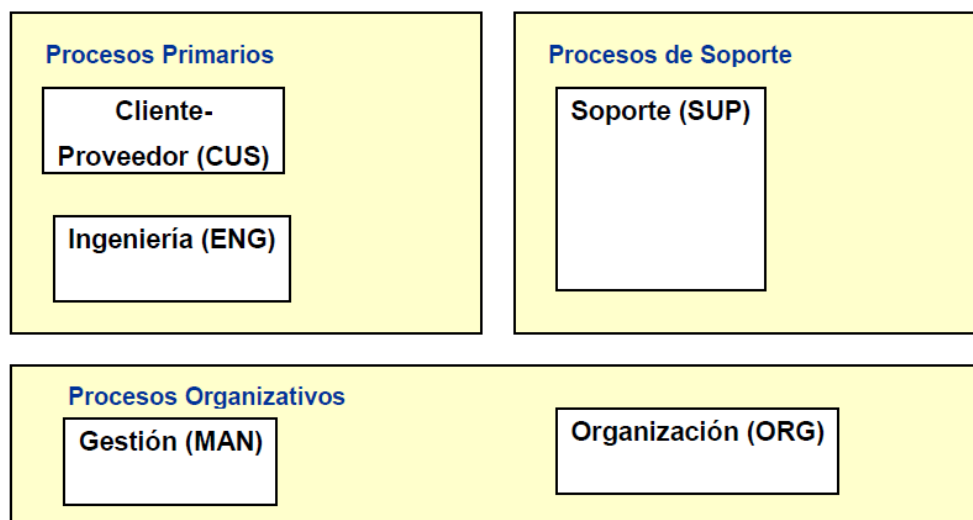 Procesos Primarios
Cliente-
Proveedor (CUS)
Ingeniería (ENG)
Procesos de Soporte
Soporte (SUP)
Procesos Organizativos
Gestión (MAN)
Organización (ORG)